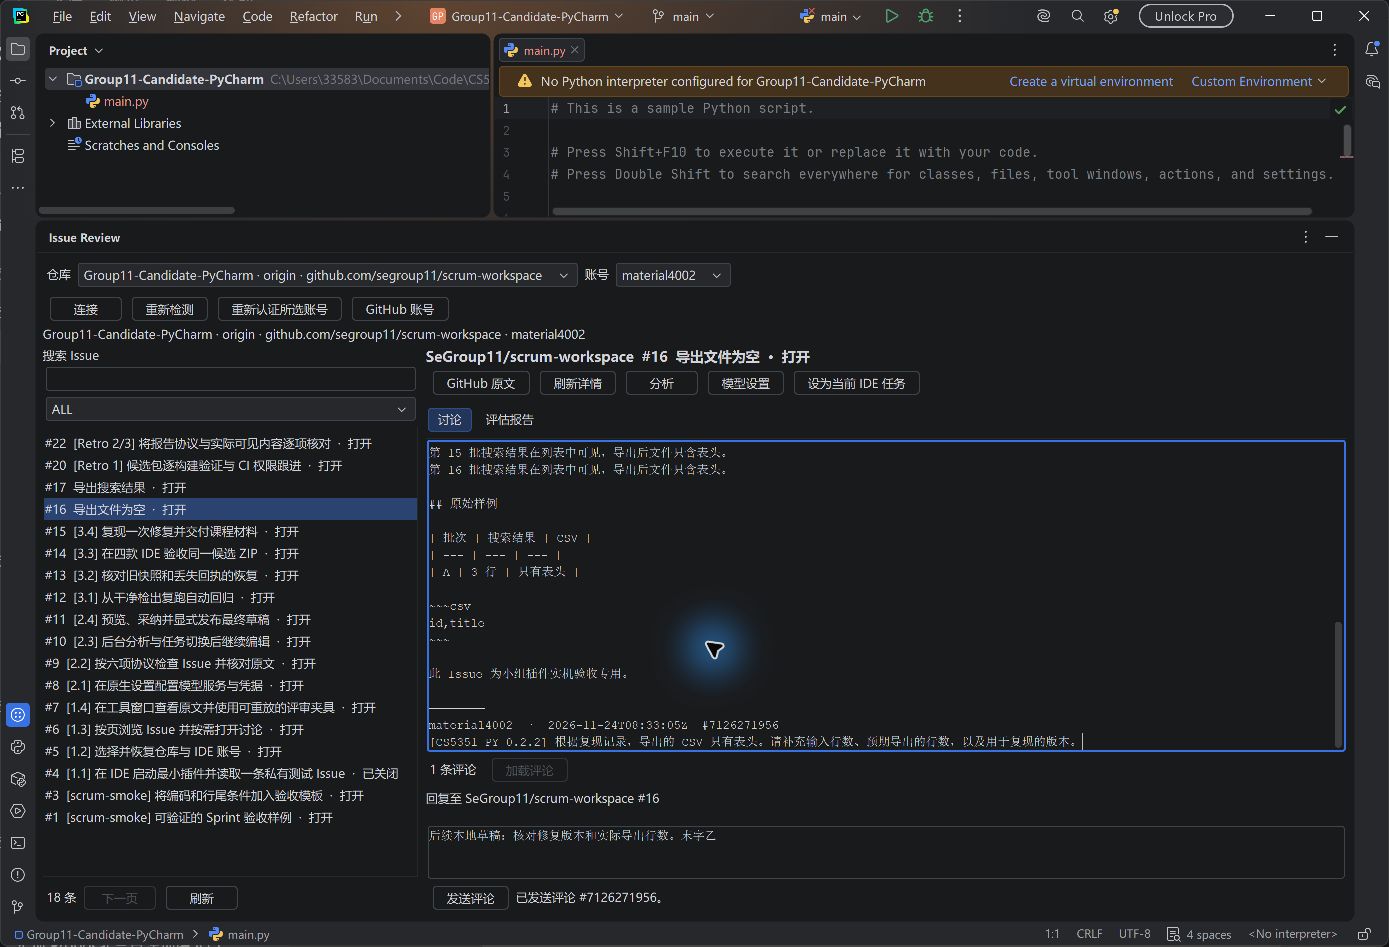 File Edit View Navigate Code Refactor Run GP Group11-Candidate-PyCharm main main Unlock Pro
Project
Group11-Candidate-PyCharm C:\Users\33583\Documents\Code\CS5
main.py
External Libraries
Scratches and Consoles
main.py
No Python interpreter configured for Group11-Candidate-PyCharm Create a virtual environment Custom Environment
1 # This is a sample Python script.
2
3 # Press Shift+F10 to execute it or replace it with your code.
4 # Press Double Shift to search everywhere for classes, files, tool windows, actions, and settings.
5
Issue Review
仓库 Group11-Candidate-PyCharm · origin · github.com/segroup11/scrum-workspace 账号 material4002
连接 重新检测 重新认证所选账号 GitHub 账号
Group11-Candidate-PyCharm · origin · github.com/segroup11/scrum-workspace · material4002
搜索 Issue
ALL
#22 [Retro 2/3] 将报告协议与实际可见内容逐项核对 · 打开
#20 [Retro 1] 候选包逐构建验证与 CI 权限跟进 · 打开
#17 导出搜索结果 · 打开
#16 导出文件为空 · 打开
#15 [3.4] 复现一次修复并交付课程材料 · 打开
#14 [3.3] 在四款 IDE 验收同一候选 ZIP · 打开
#13 [3.2] 核对旧快照和丢失回执的恢复 · 打开
#12 [3.1] 从干净检出复跑自动回归 · 打开
#11 [2.4] 预览、采纳并显式发布最终草稿 · 打开
#10 [2.3] 后台分析与任务切换后继续编辑 · 打开
#9 [2.2] 按六项协议检查 Issue 并核对原文 · 打开
#8 [2.1] 在原生设置配置模型服务与凭据 · 打开
#7 [1.4] 在工具窗口查看原文并使用可重放的评审夹具 · 打开
#6 [1.3] 按页浏览 Issue 并按需打开讨论 · 打开
#5 [1.2] 选择并恢复仓库与 IDE 账号 · 打开
#4 [1.1] 在 IDE 启动最小插件并读取一条私有测试 Issue · 已关闭
#3 [scrum-smoke] 将编码和行尾条件加入验收模板 · 打开
#1 [scrum-smoke] 可验证的 Sprint 验收样例 · 打开
18 条 下一页 刷新
SeGroup11/scrum-workspace #16 导出文件为空 • 打开
GitHub 原文 刷新详情 分析 模型设置 设为当前 IDE 任务
讨论 评估报告
第 15 批搜索结果在列表中可见，导出后文件只含表头。
第 16 批搜索结果在列表中可见，导出后文件只含表头。
## 原始样例
| 批次 | 搜索结果 | CSV |
| --- | --- | --- |
| A | 3 行 | 只有表头 |
~~~csv
id,title
~~~
此 Issue 为小组插件实机验收专用。
────────
material4002 · 2026-11-24T08:33:05Z #7126271956
[CS5351 PY 0.2.2] 根据复现记录，导出的 CSV 只有表头。请补充输入行数、预期导出的行数，以及用于复现的版本。
1 条评论 加载评论
回复至 SeGroup11/scrum-workspace #16
后续本地草稿：核对修复版本和实际导出行数。末字乙
发送评论 已发送评论 #7126271956。
Group11-Candidate-PyCharm > main.py 1:1 CRLF UTF-8 4 spaces <No interpreter>